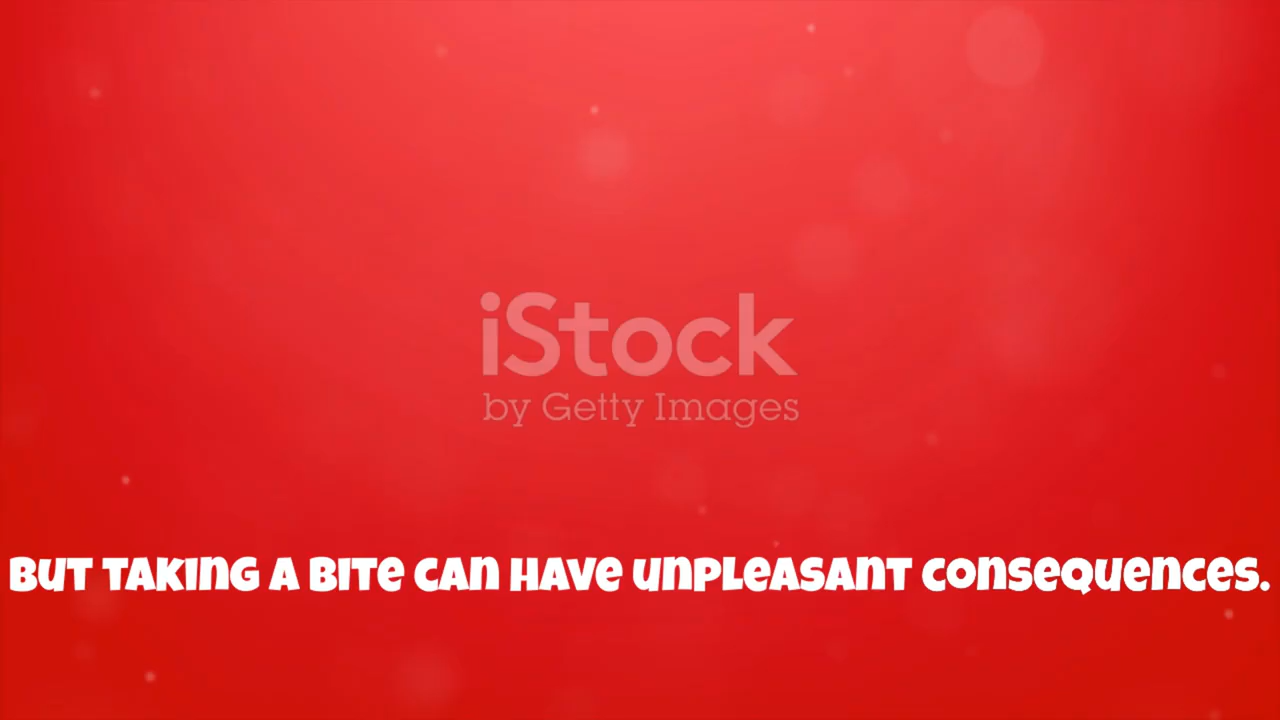 iStock
by Getty Images
BUT TAKING A BITE CAN HAVE UNPLEASANT CONSEQUENCES.